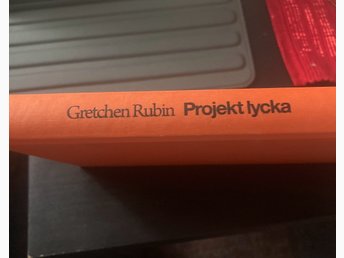 Gretchen Rubin Projekt lycka